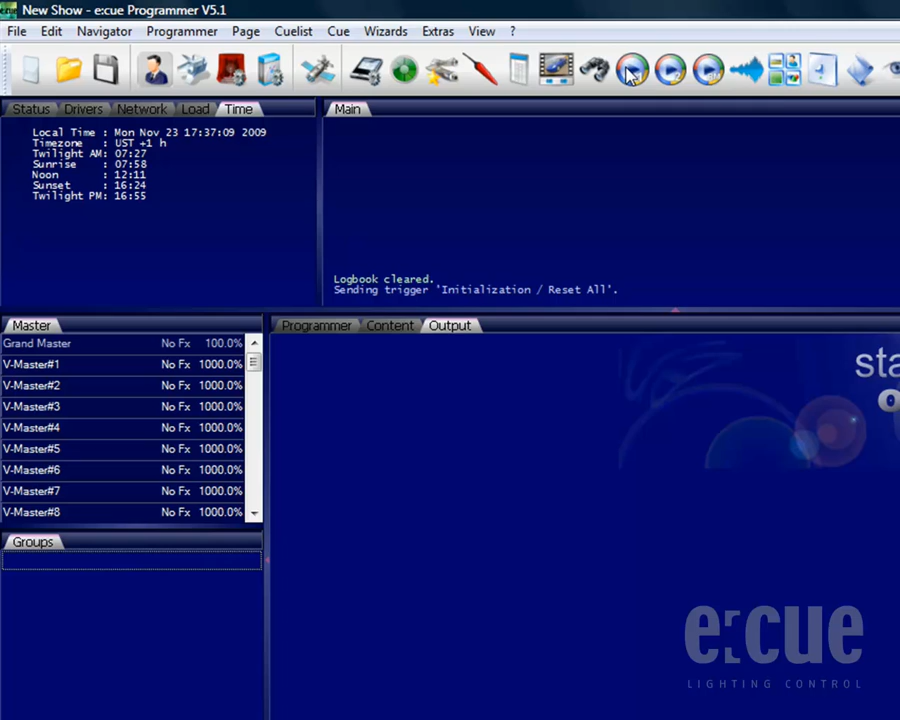 New Show - e:cue Programmer V5.1
File Edit Navigator Programmer Page Cuelist Cue Wizards Extras View ?
Status Drivers Network Load Time
Local Time : Mon Nov 23 17:37:09 2009
Timezone : UST +1 h
Twilight AM: 07:27
Sunrise : 07:58
Noon : 12:11
Sunset : 16:24
Twilight PM: 16:55
Main
Logbook cleared.
Sending trigger 'Initialization / Reset All'.
Master
Grand Master No Fx 100.0%
V-Master#1 No Fx 1000.0%
V-Master#2 No Fx 1000.0%
V-Master#3 No Fx 1000.0%
V-Master#4 No Fx 1000.0%
V-Master#5 No Fx 1000.0%
V-Master#6 No Fx 1000.0%
V-Master#7 No Fx 1000.0%
V-Master#8 No Fx 1000.0%
Groups
Programmer Content Output
sta
e:cue
LIGHTING CONTROL